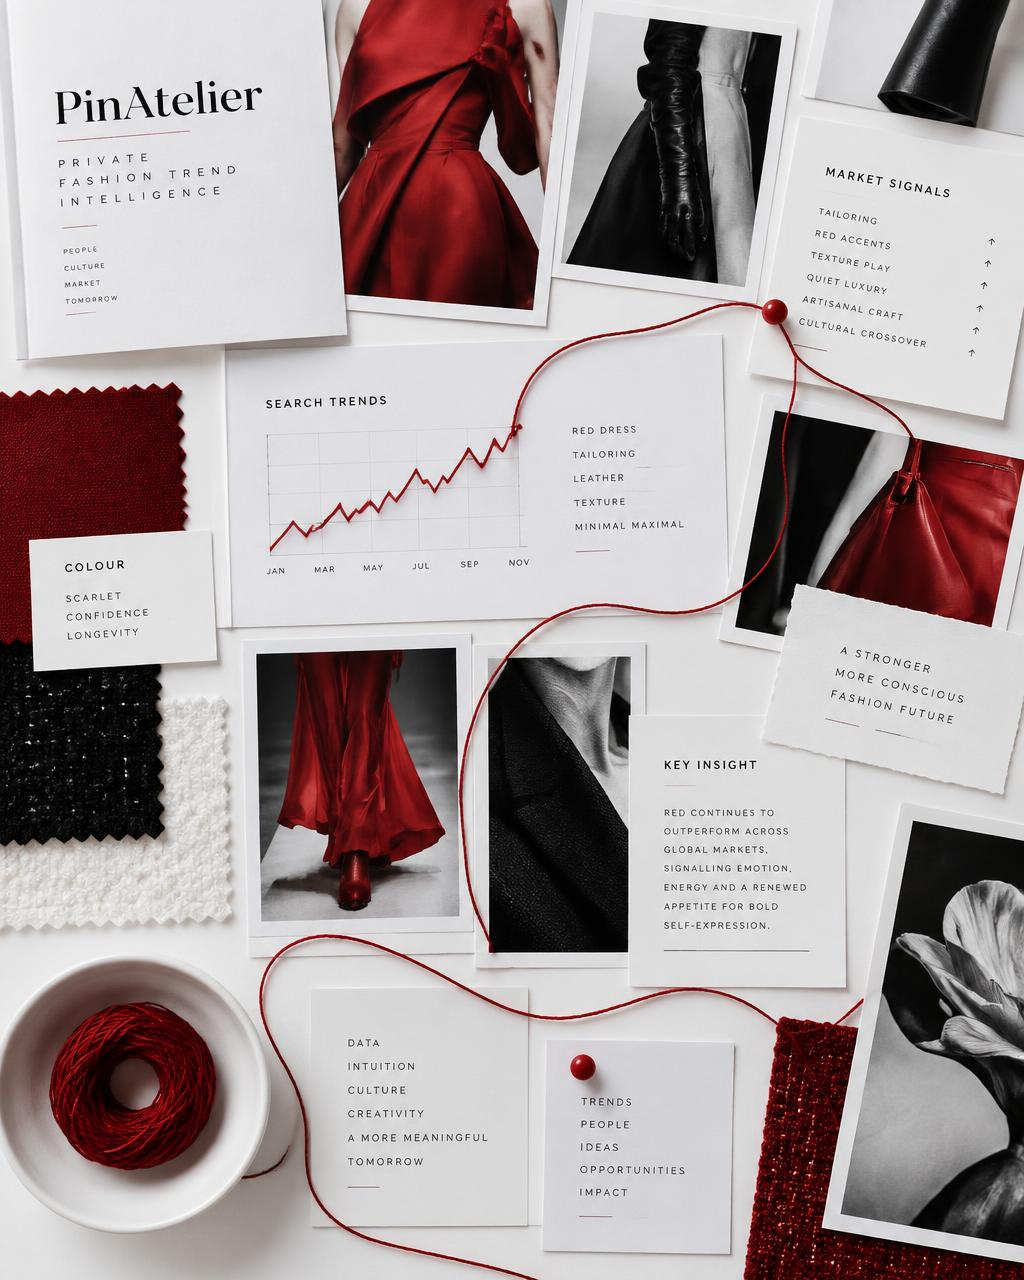 PinAtelier
PRIVATE
FASHION TREND
INTELLIGENCE
PEOPLE
CULTURE
MARKET
TOMORROW
MARKET SIGNALS
TAILORING
RED ACCENTS ↑
TEXTURE PLAY ↑
QUIET LUXURY ↑
ARTISANAL CRAFT ↑
CULTURAL CROSSOVER ↑
↑
SEARCH TRENDS
JAN MAR MAY JUL SEP NOV
RED DRESS
TAILORING
LEATHER
TEXTURE
MINIMAL MAXIMAL
COLOUR
SCARLET
CONFIDENCE
LONGEVITY
A STRONGER
MORE CONSCIOUS
FASHION FUTURE
KEY INSIGHT
RED CONTINUES TO
OUTPERFORM ACROSS
GLOBAL MARKETS,
SIGNALLING EMOTION,
ENERGY AND A RENEWED
APPETITE FOR BOLD
SELF-EXPRESSION.
DATA
INTUITION
CULTURE
CREATIVITY
A MORE MEANINGFUL
TOMORROW
TRENDS
PEOPLE
IDEAS
OPPORTUNITIES
IMPACT